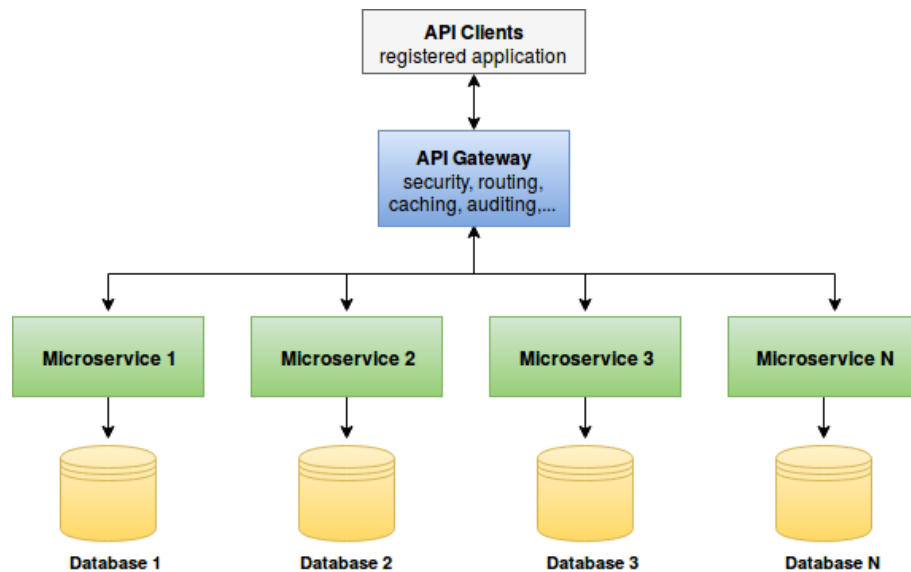 API Clients
registered application
API Gateway
security, routing,
caching, auditing,...
Microservice 1
Microservice 2
Microservice 3
Microservice N
Database 1
Database 2
Database 3
Database N